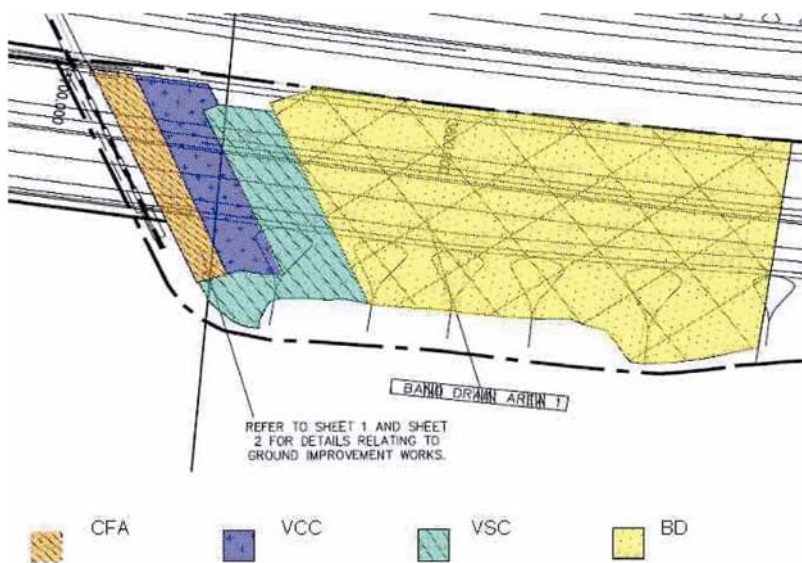 BAND DRAIN AREA 1
REFER TO SHEET 1 AND SHEET
2 FOR DETAILS RELATING TO
GROUND IMPROVEMENT WORKS.
CFA
VCC
VSC
BD